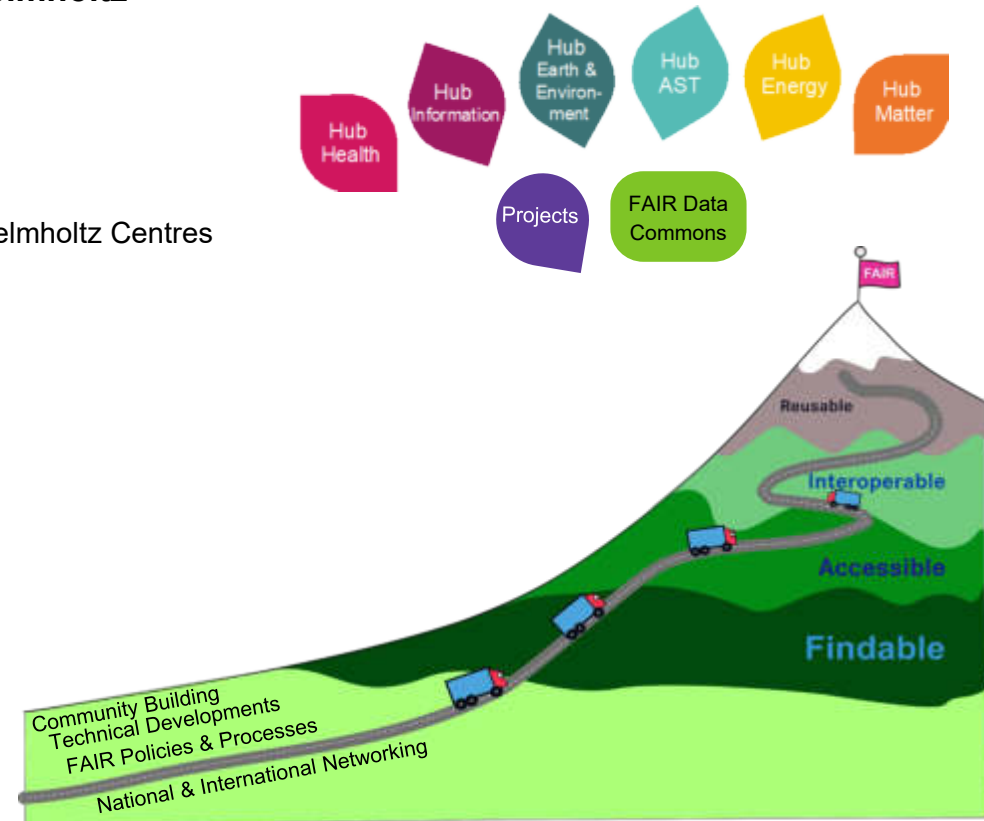 Hub
Health
Hub
Information
Hub
Earth &
Environ-
ment
Hub
AST
Hub
Energy
Hub
Matter
Projects
FAIR Data
Commons
elmholtz Centres
FAIR
Reusable
Interoperable
Accessible
Findable
Community Building
Technical Developments
FAIR Policies & Processes
National & International Networking